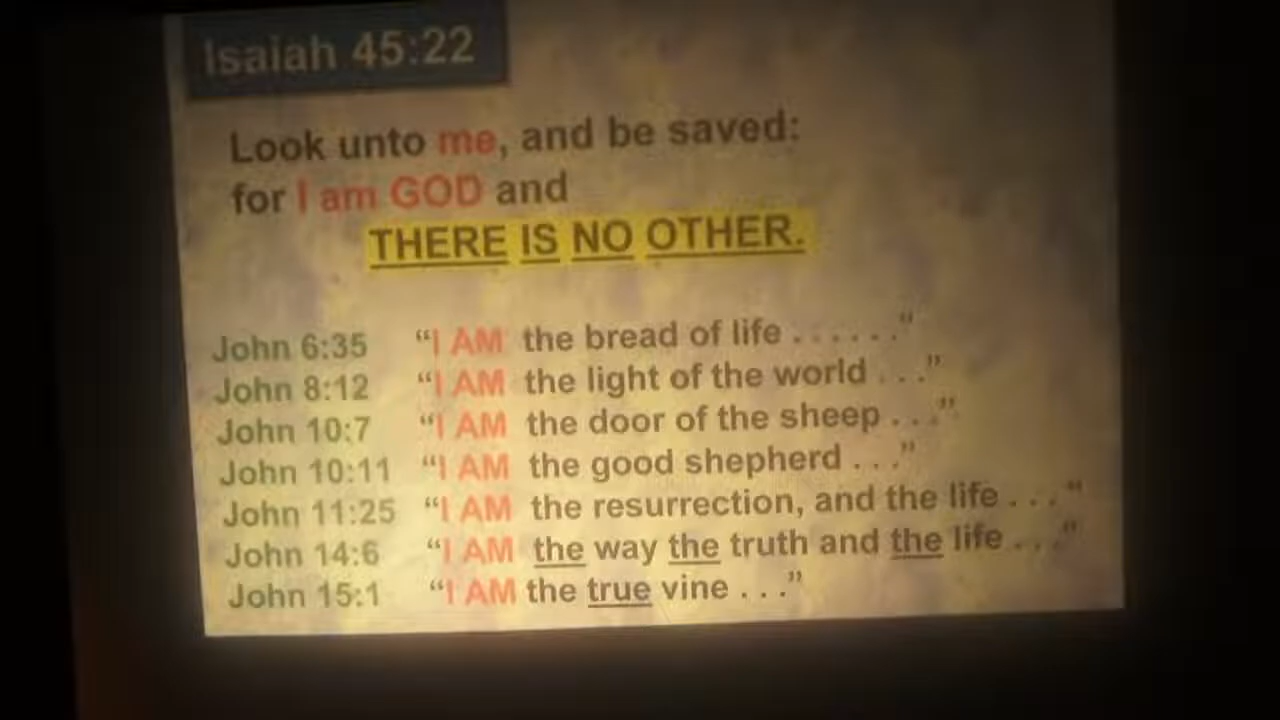 Isaiah 45:22
Look unto me, and be saved:
for I am GOD and
THERE IS NO OTHER.
John 6:35 “I AM the bread of life . . . . . .”
John 8:12 “I AM the light of the world . . .”
John 10:7 “I AM the door of the sheep . . .”
John 10:11 “I AM the good shepherd . . .”
John 11:25 “I AM the resurrection, and the life . . .”
John 14:6 “I AM the way the truth and the life . . .”
John 15:1 “I AM the true vine . . .”